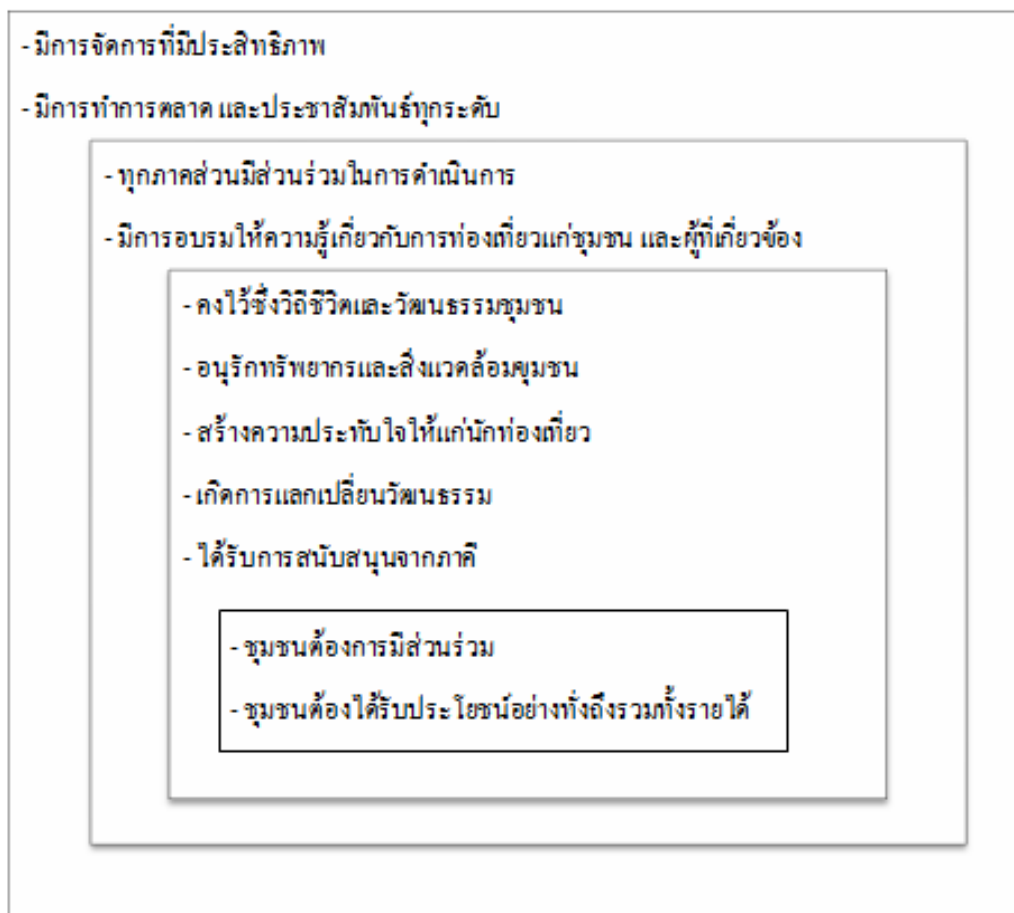 - มีการจัดการที่มีประสิทธิภาพ
- มีการทำการตลาด และประชาสัมพันธ์ทุกระดับ
- ทุกภาคส่วนมีส่วนร่วมในการดำเนินการ
- มีการอบรมให้ความรู้เกี่ยวกับการท่องเที่ยวแก่ชุมชน และผู้ที่เกี่ยวข้อง
- คงไว้ซึ่งวิถีชีวิตและวัฒนธรรมชุมชน
- อนุรักทรัพยากรและสิ่งแวดล้อมขุมชน
- สร้างความประทับใจให้แก่นักท่องเที่ยว
- เกิดการแลกเปลี่ยนวัฒนธรรม
- ได้รับการสนับสนุนจากภาคี
- ชุมชนต้องการมีส่วนร่วม
- ชุมชนต้องได้รับประโยชน์อย่างทั่งถึงรวมทั้งรายได้